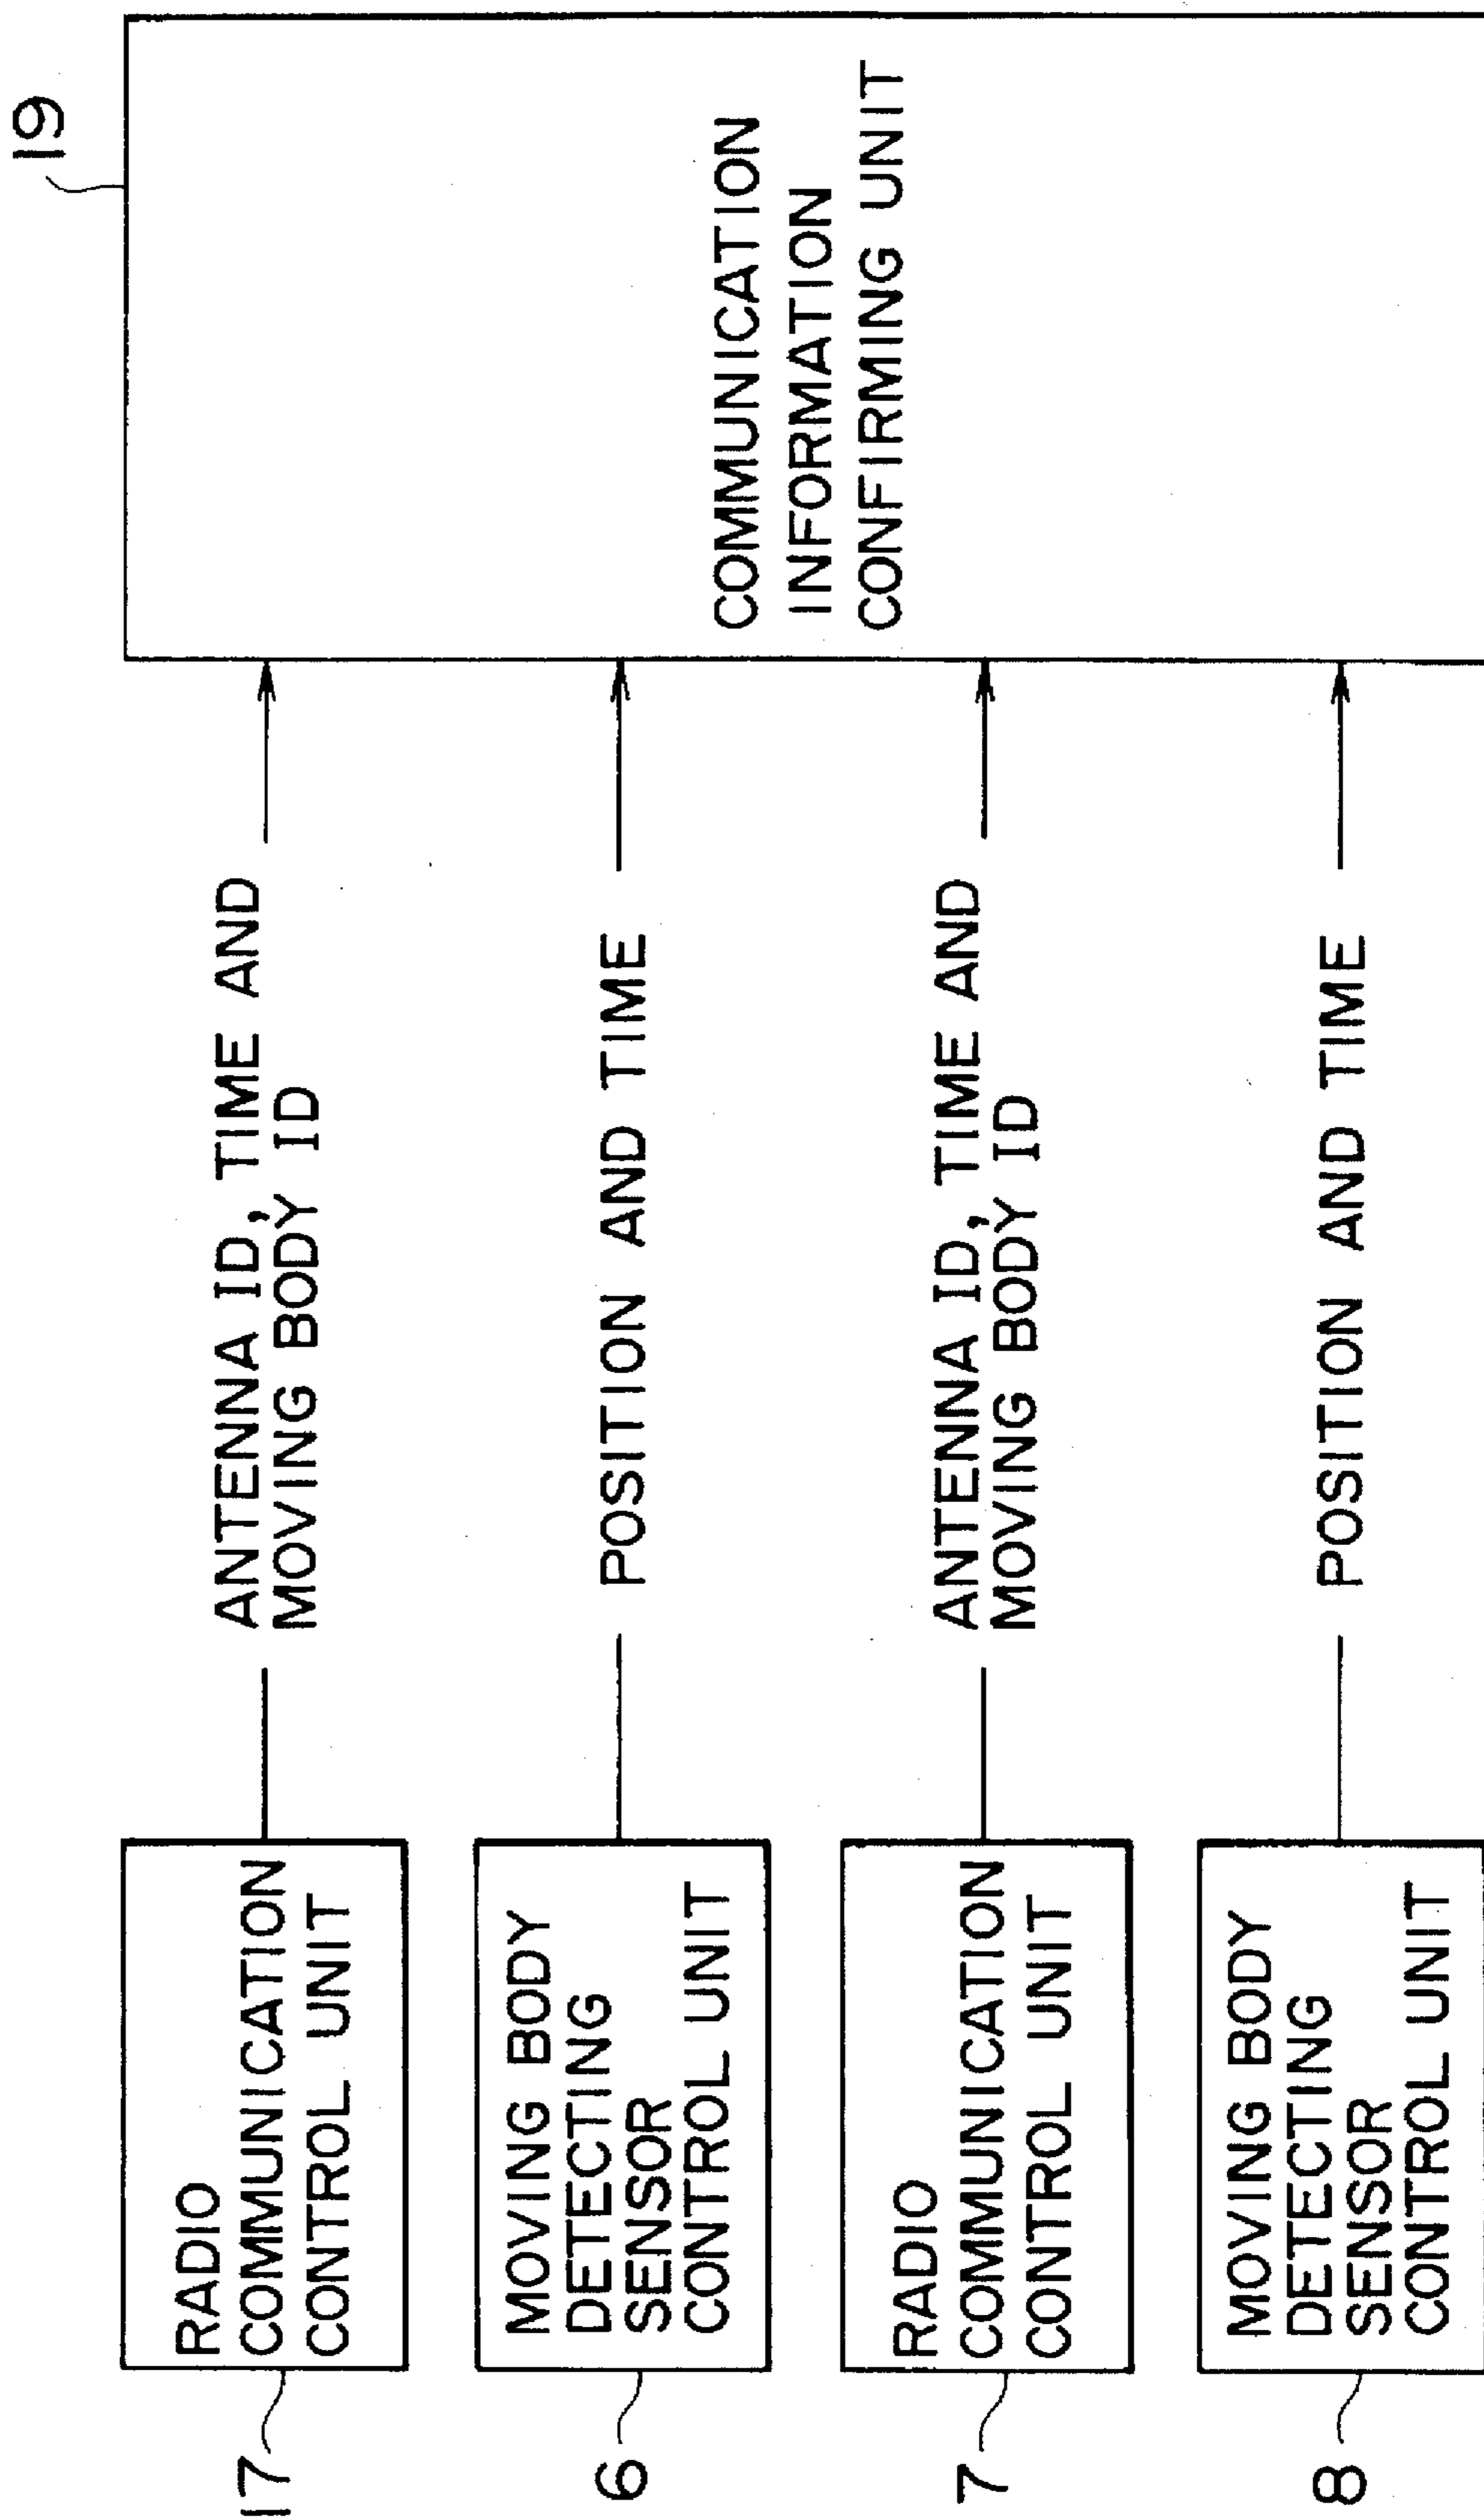 17
RADIO
COMMUNICATION
CONTROL UNIT
ANTENNA ID, TIME AND
MOVING BODY ID
6
MOVING BODY
DETECTING
SENSOR
CONTROL UNIT
POSITION AND TIME
7
RADIO
COMMUNICATION
CONTROL UNIT
ANTENNA ID, TIME AND
MOVING BODY ID
8
MOVING BODY
DETECTING
SENSOR
CONTROL UNIT
POSITION AND TIME
19
COMMUNICATION
INFORMATION
CONFIRMING UNIT